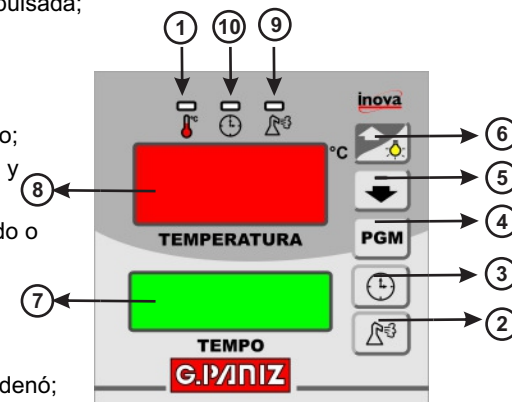 pulsada;
1
10
9
inova
o;
y
°C
°C
6
8
5
do o
TEMPERATURA
PGM
4
3
7
2
TEMPO
G.PANIZ
denó;